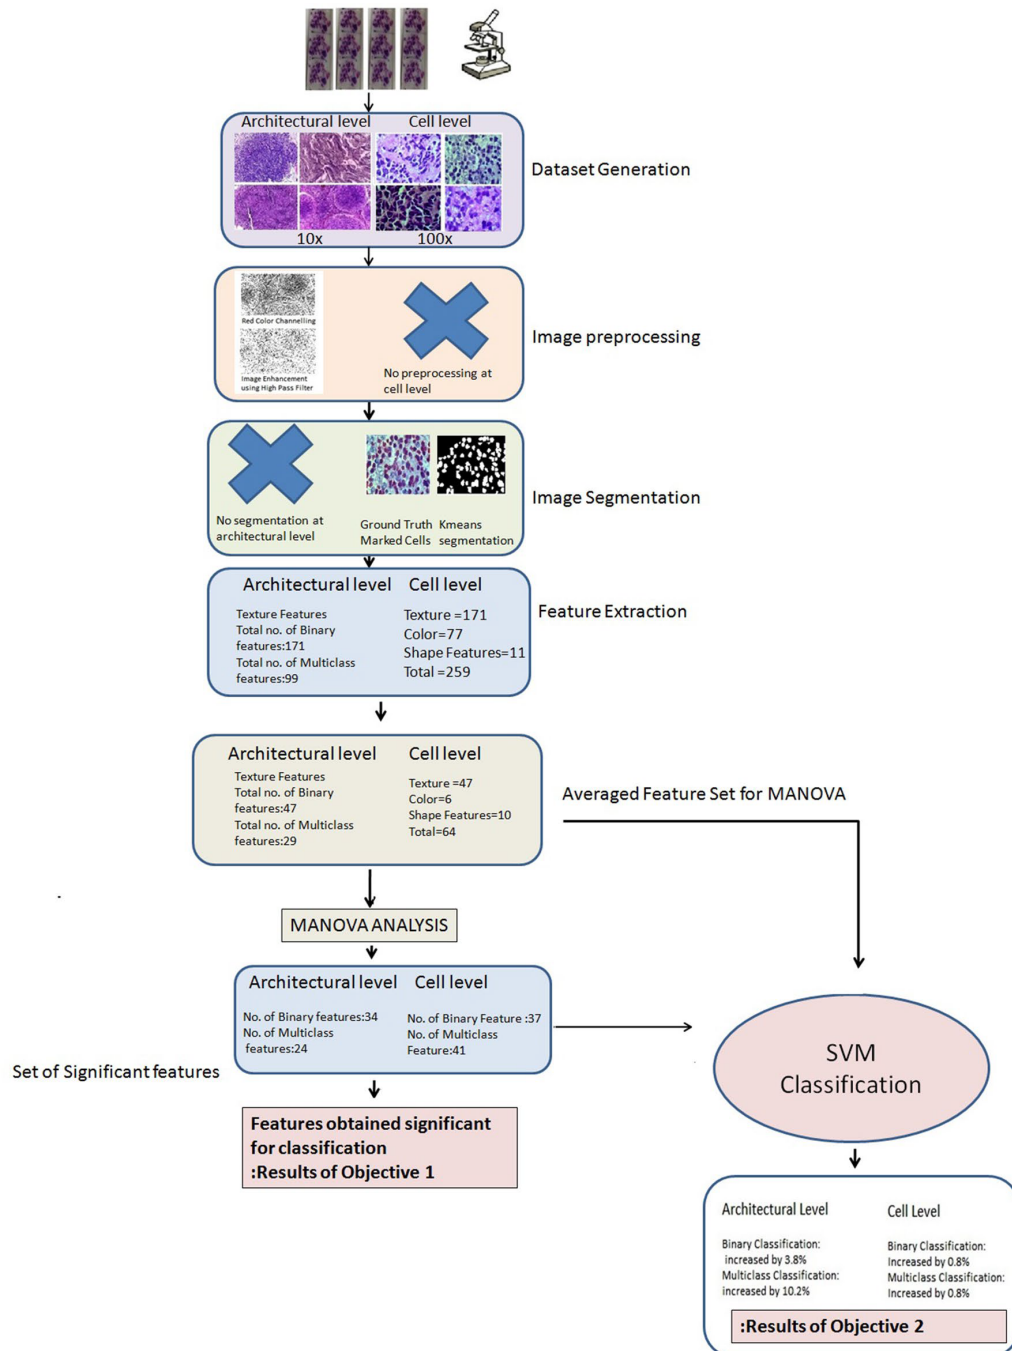 Architectural level Cell level
10x 100x
Dataset Generation
Red Color Channelling
Image Enhancement
using High Pass Filter
No preprocessing at
cell level
Image preprocessing
No segmentation at
architectural level
Ground Truth
Marked Cells
Kmeans
segmentation
Image Segmentation
Architectural level
Texture Features
Total no. of Binary
features:171
Total no. of Multiclass
features:99
Cell level
Texture =171
Color=77
Shape Features=11
Total =259
Feature Extraction
Architectural level
Texture Features
Total no. of Binary
features:47
Total no. of Multiclass
features:29
Cell level
Texture =47
Color=6
Shape Features=10
Total=64
Averaged Feature Set for MANOVA
MANOVA ANALYSIS
Architectural level
No. of Binary features:34
No. of Multiclass
features:24
Cell level
No. of Binary Feature :37
No. of Multiclass
Feature:41
Set of Significant features
Features obtained significant
for classification
:Results of Objective 1
SVM
Classification
Architectural Level
Binary Classification:
increased by 3.8%
Multiclass Classification:
increased by 10.2%
Cell Level
Binary Classification:
Increased by 0.8%
Multiclass Classification:
Increased by 0.8%
:Results of Objective 2